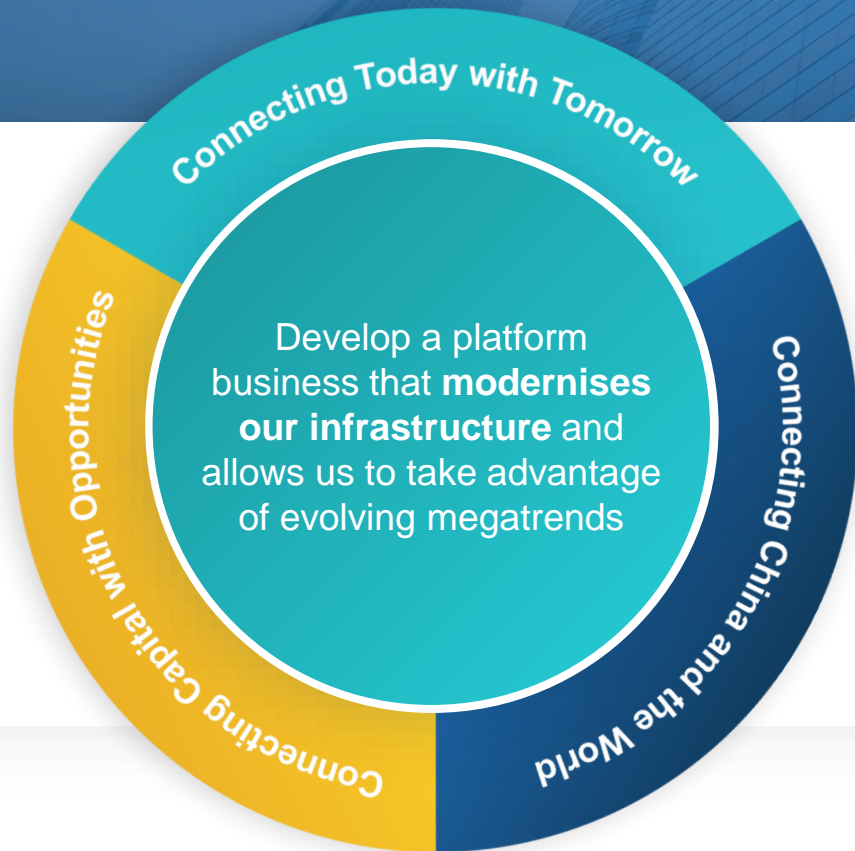 Connecting Today with Tomorrow
Develop a platform
business that modernises
our infrastructure and
allows us to take advantage
of evolving megatrends
Connecting China and the World
Connecting Capital with Opportunities